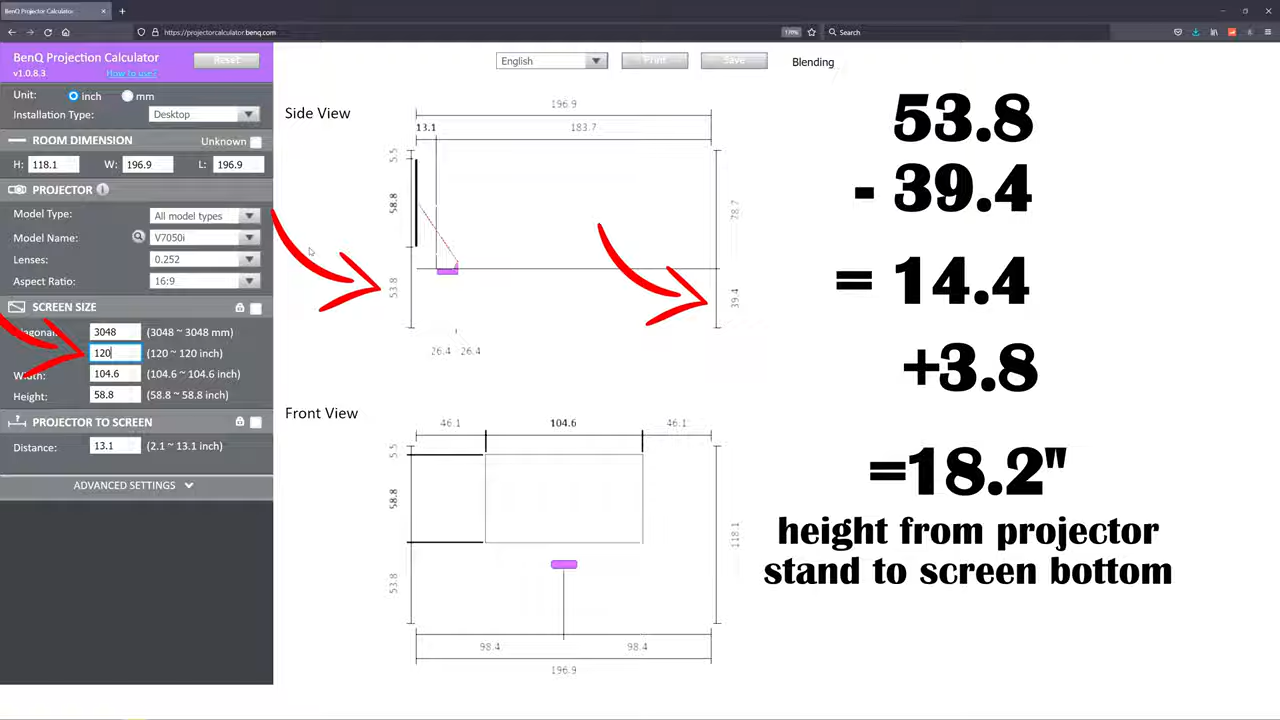 BenQ Projector Calculator
https://projectorcalculator.benq.com
170%
Search
BenQ Projection Calculator
v1.0.8.3
How to use?
Reset
Unit:
inch
mm
Installation Type:
Desktop
ROOM DIMENSION
Unknown
H:
118.1
W:
196.9
L:
196.9
PROJECTOR
Model Type:
All model types
Model Name:
V7050i
Lenses:
0.252
Aspect Ratio:
16:9
SCREEN SIZE
3048
(3048 ~ 3048 mm)
120
(120 ~ 120 inch)
Width:
104.6
(104.6 ~ 104.6 inch)
Height:
58.8
(58.8 ~ 58.8 inch)
PROJECTOR TO SCREEN
Distance:
13.1
(2.1 ~ 13.1 inch)
ADVANCED SETTINGS
English
Print
Save
Blending
Side View
196.9
13.1
183.7
5.5
58.8
53.8
78.7
39.4
26.4
26.4
Front View
46.1
104.6
46.1
5.5
58.8
53.8
118.1
98.4
98.4
196.9
53.8
- 39.4
= 14.4
+3.8
=18.2"
height from projector
stand to screen bottom